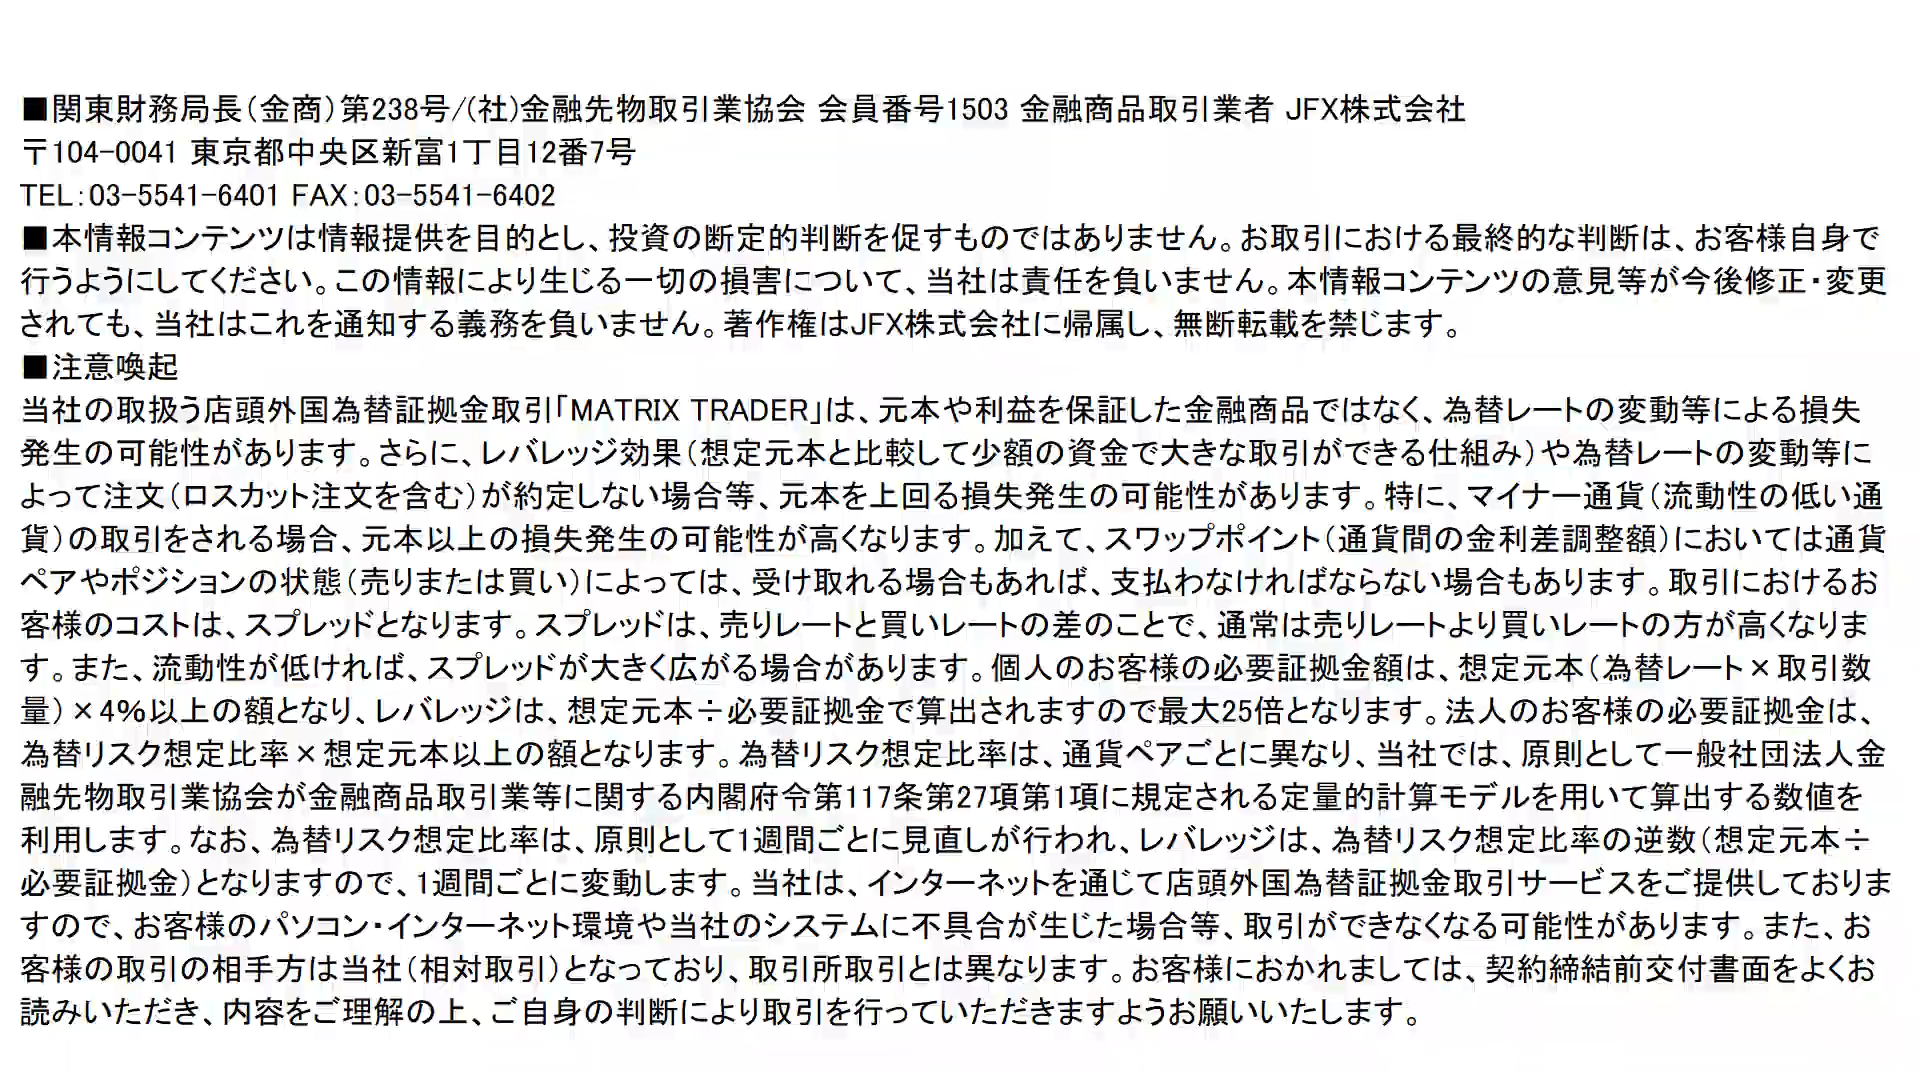 ■関東財務局長（金商）第238号/(社)金融先物取引業協会 会員番号1503 金融商品取引業者 JFX株式会社
〒104-0041 東京都中央区新富1丁目12番7号
TEL：03-5541-6401 FAX：03-5541-6402
■本情報コンテンツは情報提供を目的とし、投資の断定的判断を促すものではありません。お取引における最終的な判断は、お客様自身で
行うようにしてください。この情報により生じる一切の損害について、当社は責任を負いません。本情報コンテンツの意見等が今後修正・変更
されても、当社はこれを通知する義務を負いません。著作権はJFX株式会社に帰属し、無断転載を禁じます。
■注意喚起
当社の取扱う店頭外国為替証拠金取引「MATRIX TRADER」は、元本や利益を保証した金融商品ではなく、為替レートの変動等による損失
発生の可能性があります。さらに、レバレッジ効果（想定元本と比較して少額の資金で大きな取引ができる仕組み）や為替レートの変動等に
よって注文（ロスカット注文を含む）が約定しない場合等、元本を上回る損失発生の可能性があります。特に、マイナー通貨（流動性の低い通
貨）の取引をされる場合、元本以上の損失発生の可能性が高くなります。加えて、スワップポイント（通貨間の金利差調整額）においては通貨
ペアやポジションの状態（売りまたは買い）によっては、受け取れる場合もあれば、支払わなければならない場合もあります。取引におけるお
客様のコストは、スプレッドとなります。スプレッドは、売りレートと買いレートの差のことで、通常は売りレートより買いレートの方が高くなりま
す。また、流動性が低ければ、スプレッドが大きく広がる場合があります。個人のお客様の必要証拠金額は、想定元本（為替レート×取引数
量）×4%以上の額となり、レバレッジは、想定元本÷必要証拠金で算出されますので最大25倍となります。法人のお客様の必要証拠金は、
為替リスク想定比率×想定元本以上の額となります。為替リスク想定比率は、通貨ペアごとに異なり、当社では、原則として一般社団法人金
融先物取引業協会が金融商品取引業等に関する内閣府令第117条第27項第1項に規定される定量的計算モデルを用いて算出する数値を
利用します。なお、為替リスク想定比率は、原則として1週間ごとに見直しが行われ、レバレッジは、為替リスク想定比率の逆数（想定元本÷
必要証拠金）となりますので、1週間ごとに変動します。当社は、インターネットを通じて店頭外国為替証拠金取引サービスをご提供しておりま
すので、お客様のパソコン・インターネット環境や当社のシステムに不具合が生じた場合等、取引ができなくなる可能性があります。また、お
客様の取引の相手方は当社（相対取引）となっており、取引所取引とは異なります。お客様におかれましては、契約締結前交付書面をよくお
読みいただき、内容をご理解の上、ご自身の判断により取引を行っていただきますようお願いいたします。